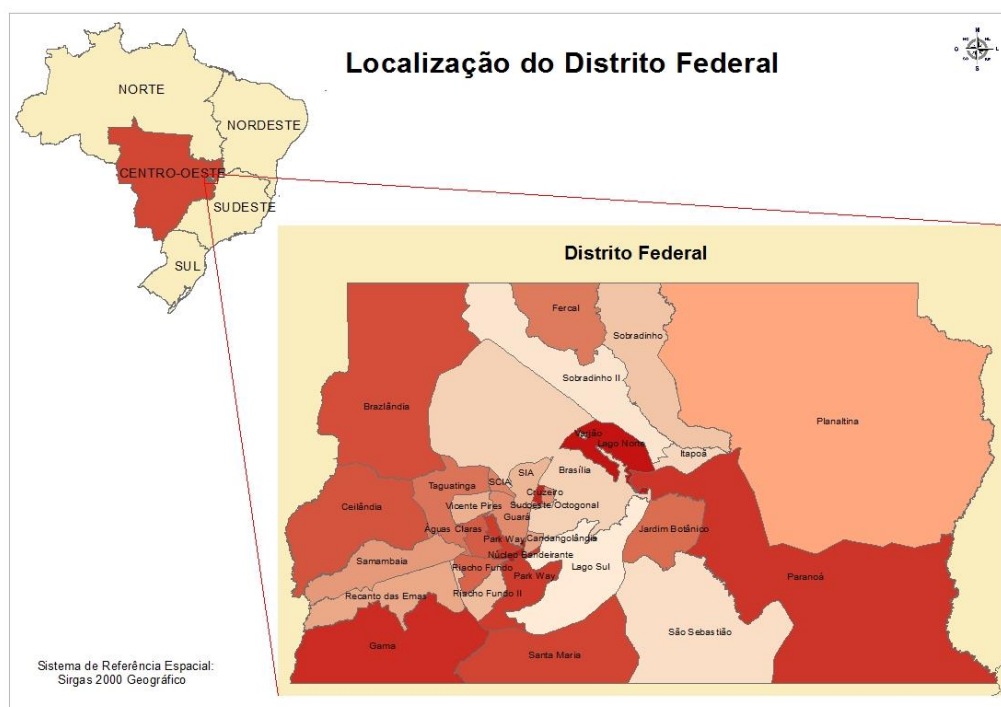 Localização do Distrito Federal
N
O
L
S
NORTE
NORDESTE
CENTRO-OESTE
SUDESTE
SUL
Distrito Federal
Fercal
Sobradinho
Sobradinho II
Brazlândia
Planaltina
Varjão
Lago Norte
Itapoã
SIA
Brasília
Taguatinga
SCIA
Cruzeiro
Vicente Pires
Sudoeste/Octogonal
Ceilândia
Guará
Águas Claras
Park Way
Candangolândia
Jardim Botânico
Núcleo Bandeirante
Samambaia
Riacho Fundo
Park Way
Lago Sul
Paranoá
Recanto das Emas
Rischo Fundo II
São Sebastião
Gama
Santa Maria
Sistema de Referência Espacial:
Sirgas 2000 Geográfico